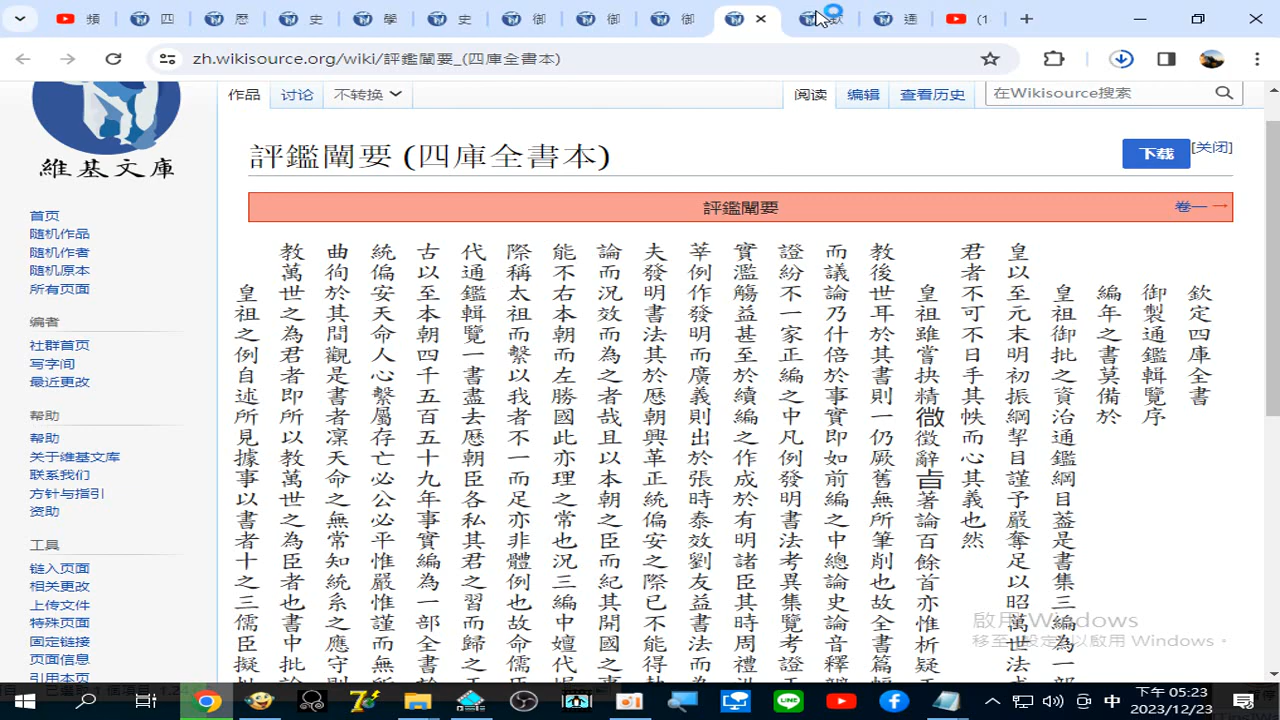 頻
四
歷
史
學
史
御
御
御
欽
通
(1
zh.wikisource.org/wiki/評鑑闡要_(四庫全書本)
維基文庫
作品
讨论
不转换
阅读
编辑
查看历史
在Wikisource搜索
評鑑闡要 (四庫全書本)
下载
[关闭]
評鑑闡要
卷一 →
首页
随机作品
随机作者
随机原本
所有页面
编者
社群首页
写字间
最近更改
帮助
帮助
关于维基文库
联系我们
方针与指引
资助
工具
链入页面
相关更改
上传文件
特殊页面
固定链接
页面信息
引用本页
欽定四庫全書
御製通鑑輯覽序
編年之書莫備於
皇祖御批之資治通鑑綱目葢是書集三編為一部
皇以至元末明初振綱挈目謹予嚴奪足以昭萬世法
君者不可不日手其帙而心其義也然
皇祖雖嘗抉精徵徵辭㫖著論百餘首亦惟析疑
教後世耳於其書則一仍厥舊無所筆削也故全書篇
而議論乃什倍於事實即如前編之中總論史論音釋
證紛不一家正編之中凡例發明書法考異集覽考證
實濫觴益甚至於續編之作成於有明諸臣其時周禮
莘例作發明而廣義則出於張時泰效劉友益書法而
夫發明書法其於厯朝興革正統偏安之際已不能得
論而況效而為之者哉且以本朝之臣而紀其開國之事
能不右本朝而左勝國此亦理之常也況三編中嬗代
際稱太祖而繫以我者不一而足亦非體例也故命儒
代通鑑輯覽一書盡去厯朝臣各私其君之習而歸之
古以至本朝四千五百五十九年事實編為一部全書於
統偏安天命人心繫屬存亡必公必平惟嚴惟謹而無
曲徇於其間觀是書者凜天命之無常知統系之應守則
教萬世之為君者即所以教萬世之為臣者也書中批
皇祖之例自述所見據事以書者十之三儒臣擬
啟用 Windows
移至 [設定] 以啟用 Windows。
中
下午 05:23
2023/12/23